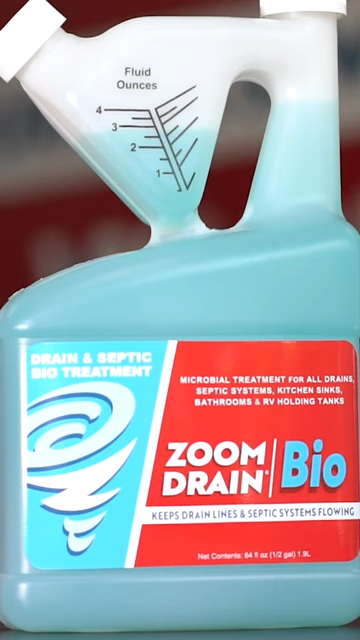 Fluid
Ounces
4
3
2
1
DRAIN & SEPTIC
BIO TREATMENT
MICROBIAL TREATMENT FOR ALL DRAINS,
SEPTIC SYSTEMS, KITCHEN SINKS,
BATHROOMS & RV HOLDING TANKS
ZOOM
DRAIN® Bio
KEEPS DRAIN LINES & SEPTIC SYSTEMS FLOWING
Net Contents: 64 fl oz (1/2 gal) 1.9L